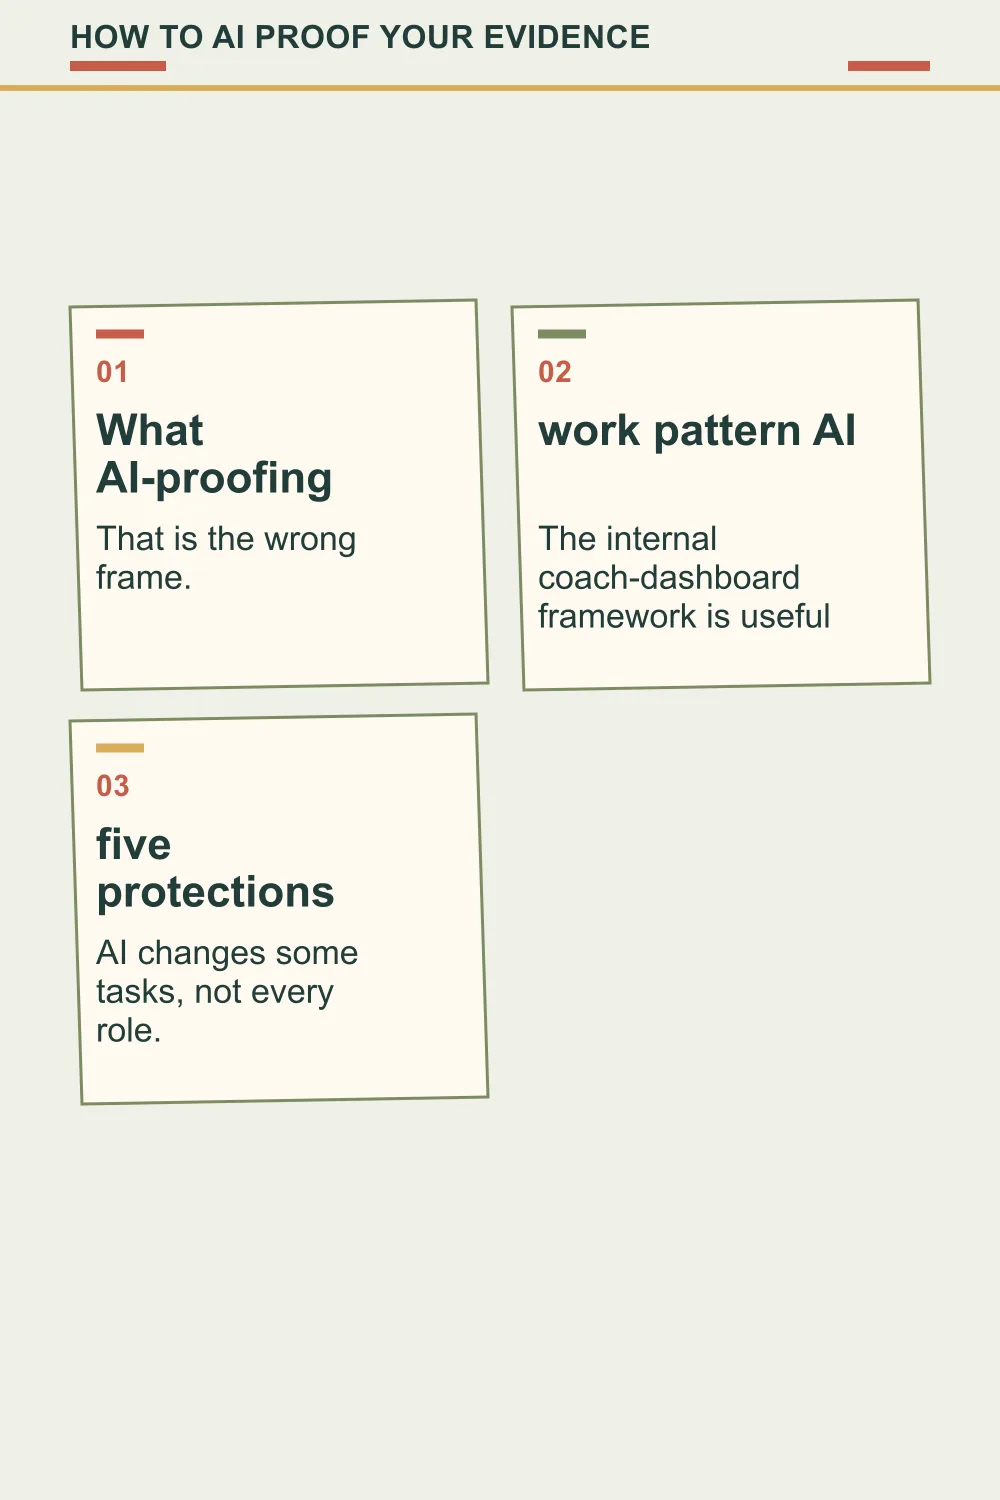 HOW TO AI PROOF YOUR EVIDENCE
01
What
AI-proofing
That is the wrong
frame.
02
work pattern AI
The internal
coach-dashboard
framework is useful
03
five
protections
AI changes some
tasks, not every
role.